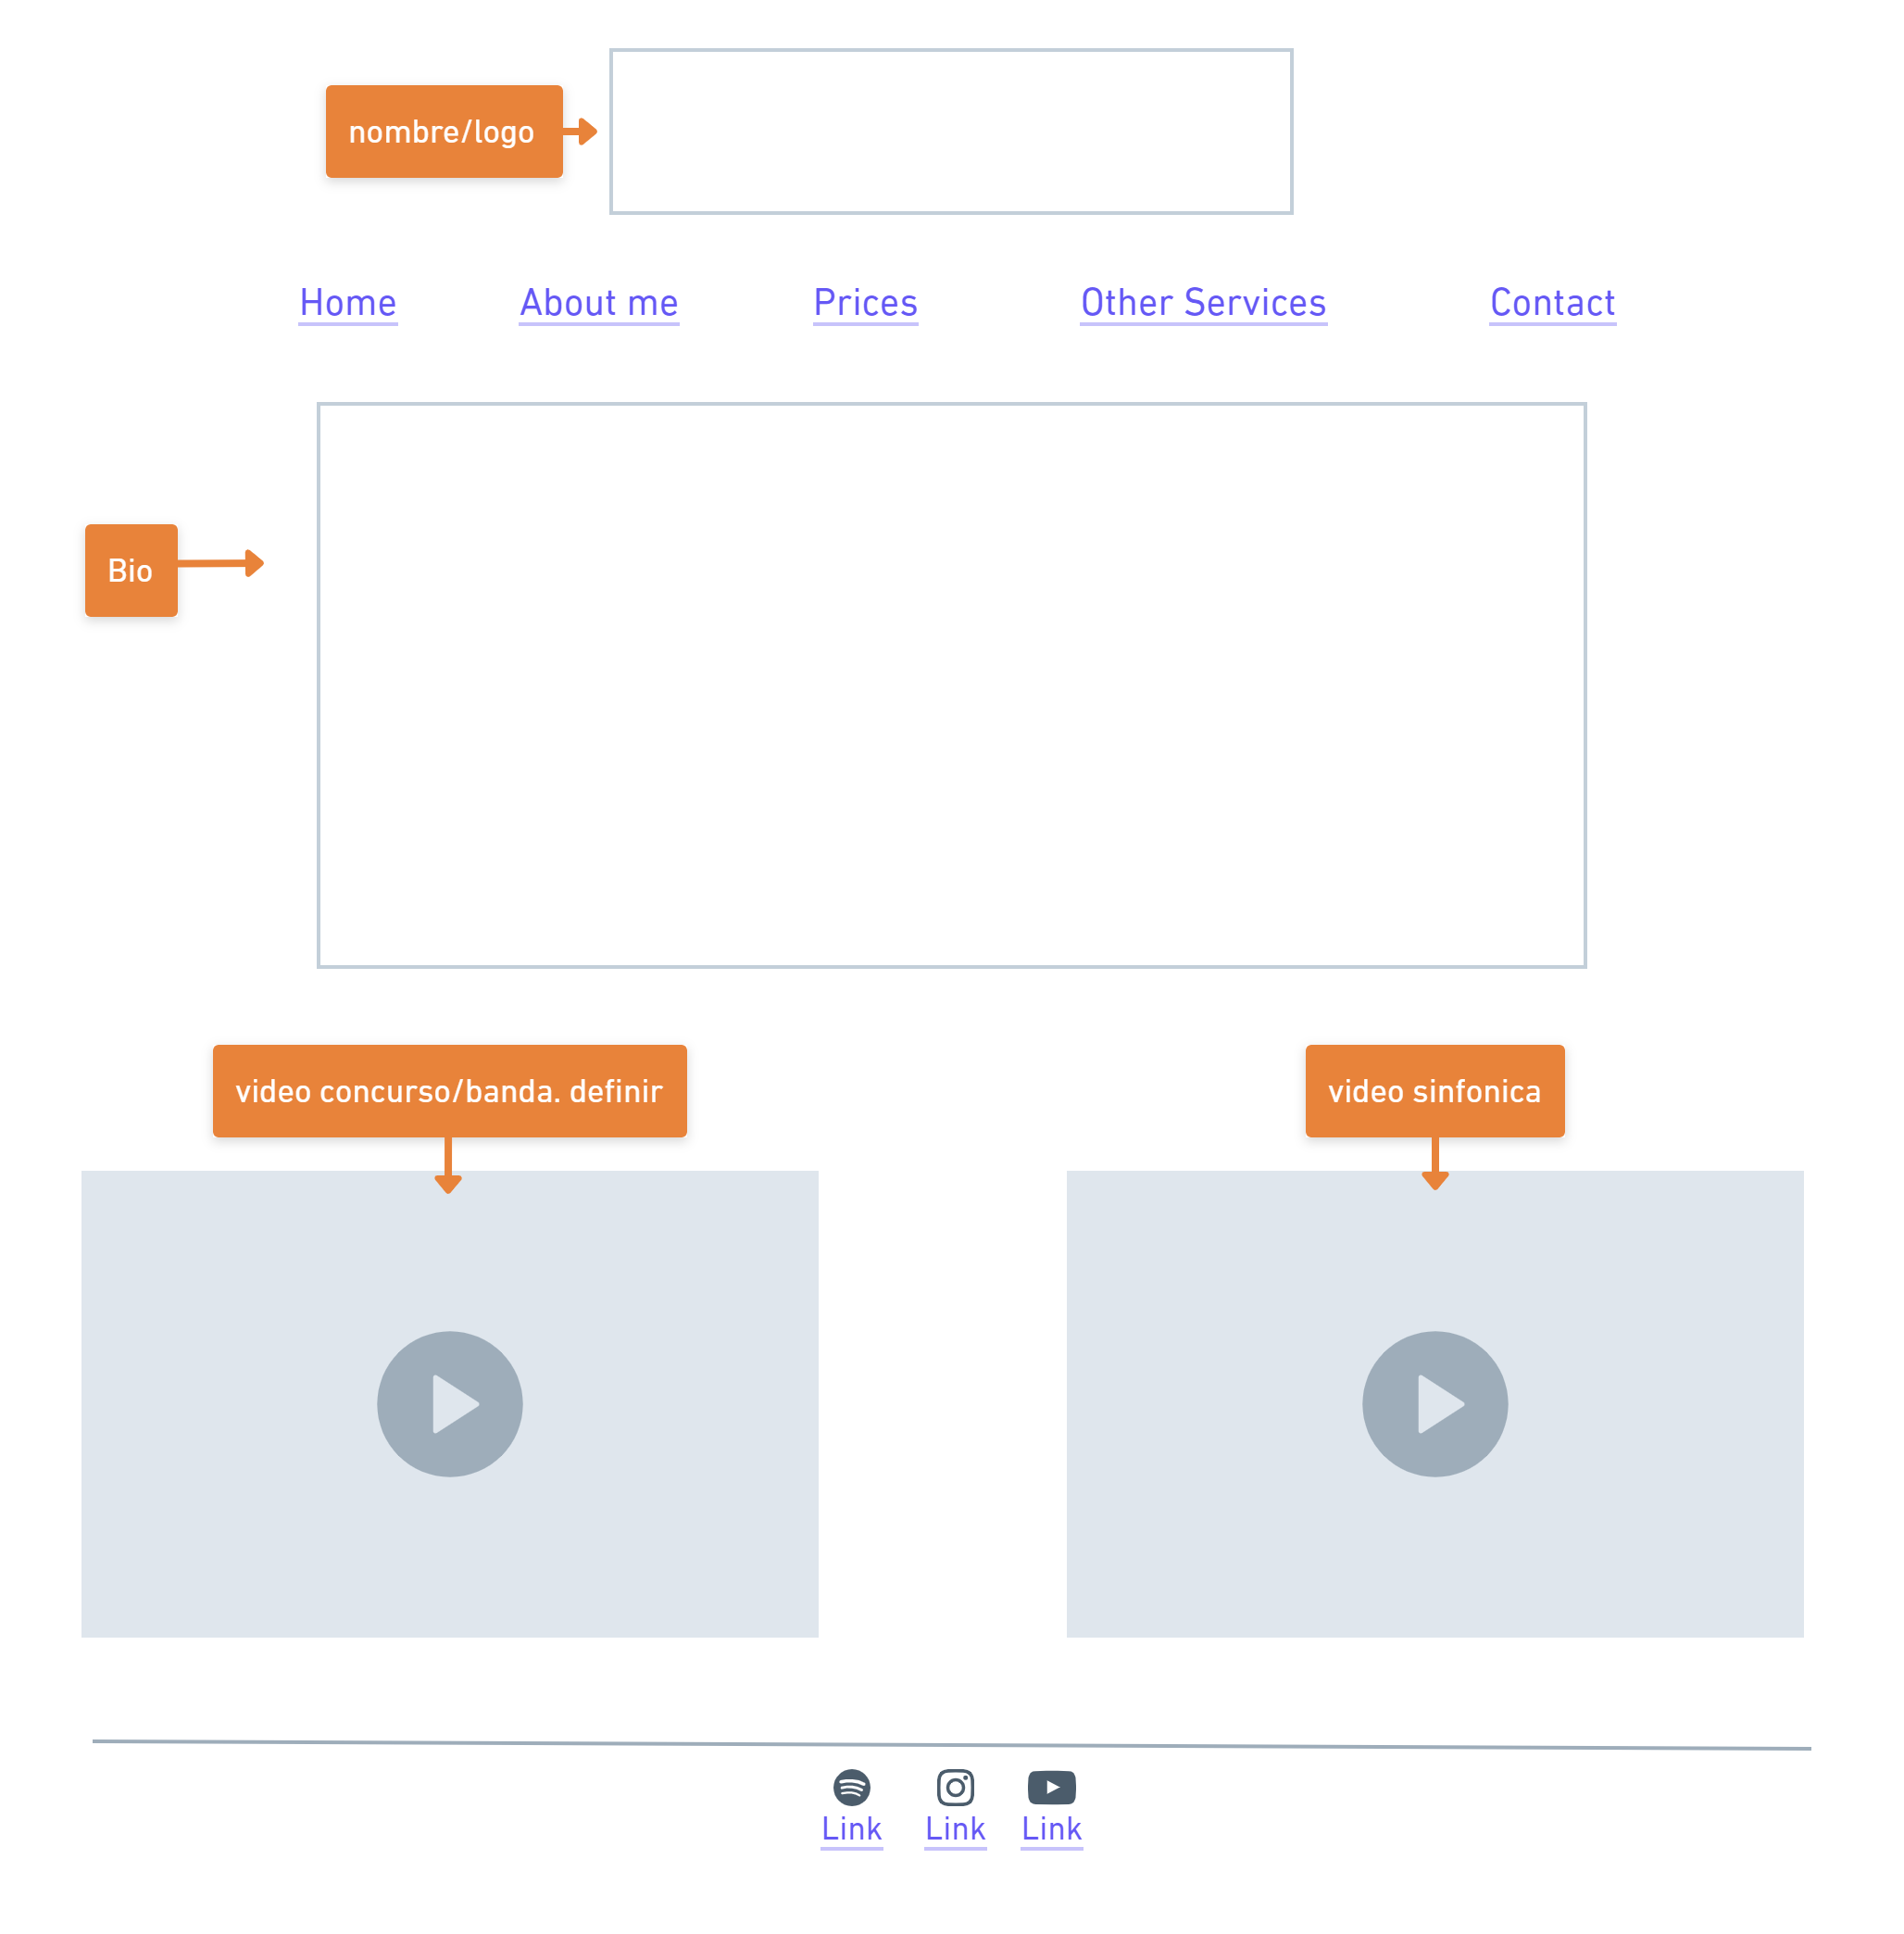 nombre/logo
Home About me Prices Other Services Contact
Bio
video concurso/banda. definir
video sinfonica
Link Link Link